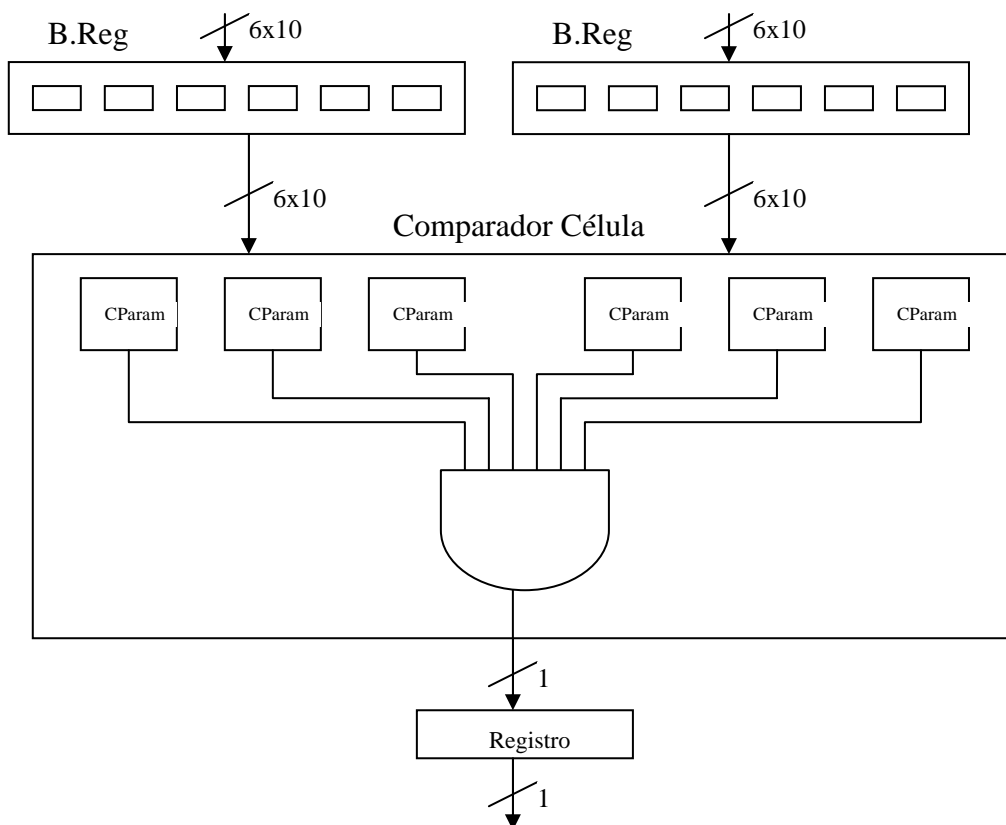 B.Reg
6x10
B.Reg
6x10
6x10
6x10
Comparador Célula
CParam
CParam
CParam
CParam
CParam
CParam
1
Registro
1